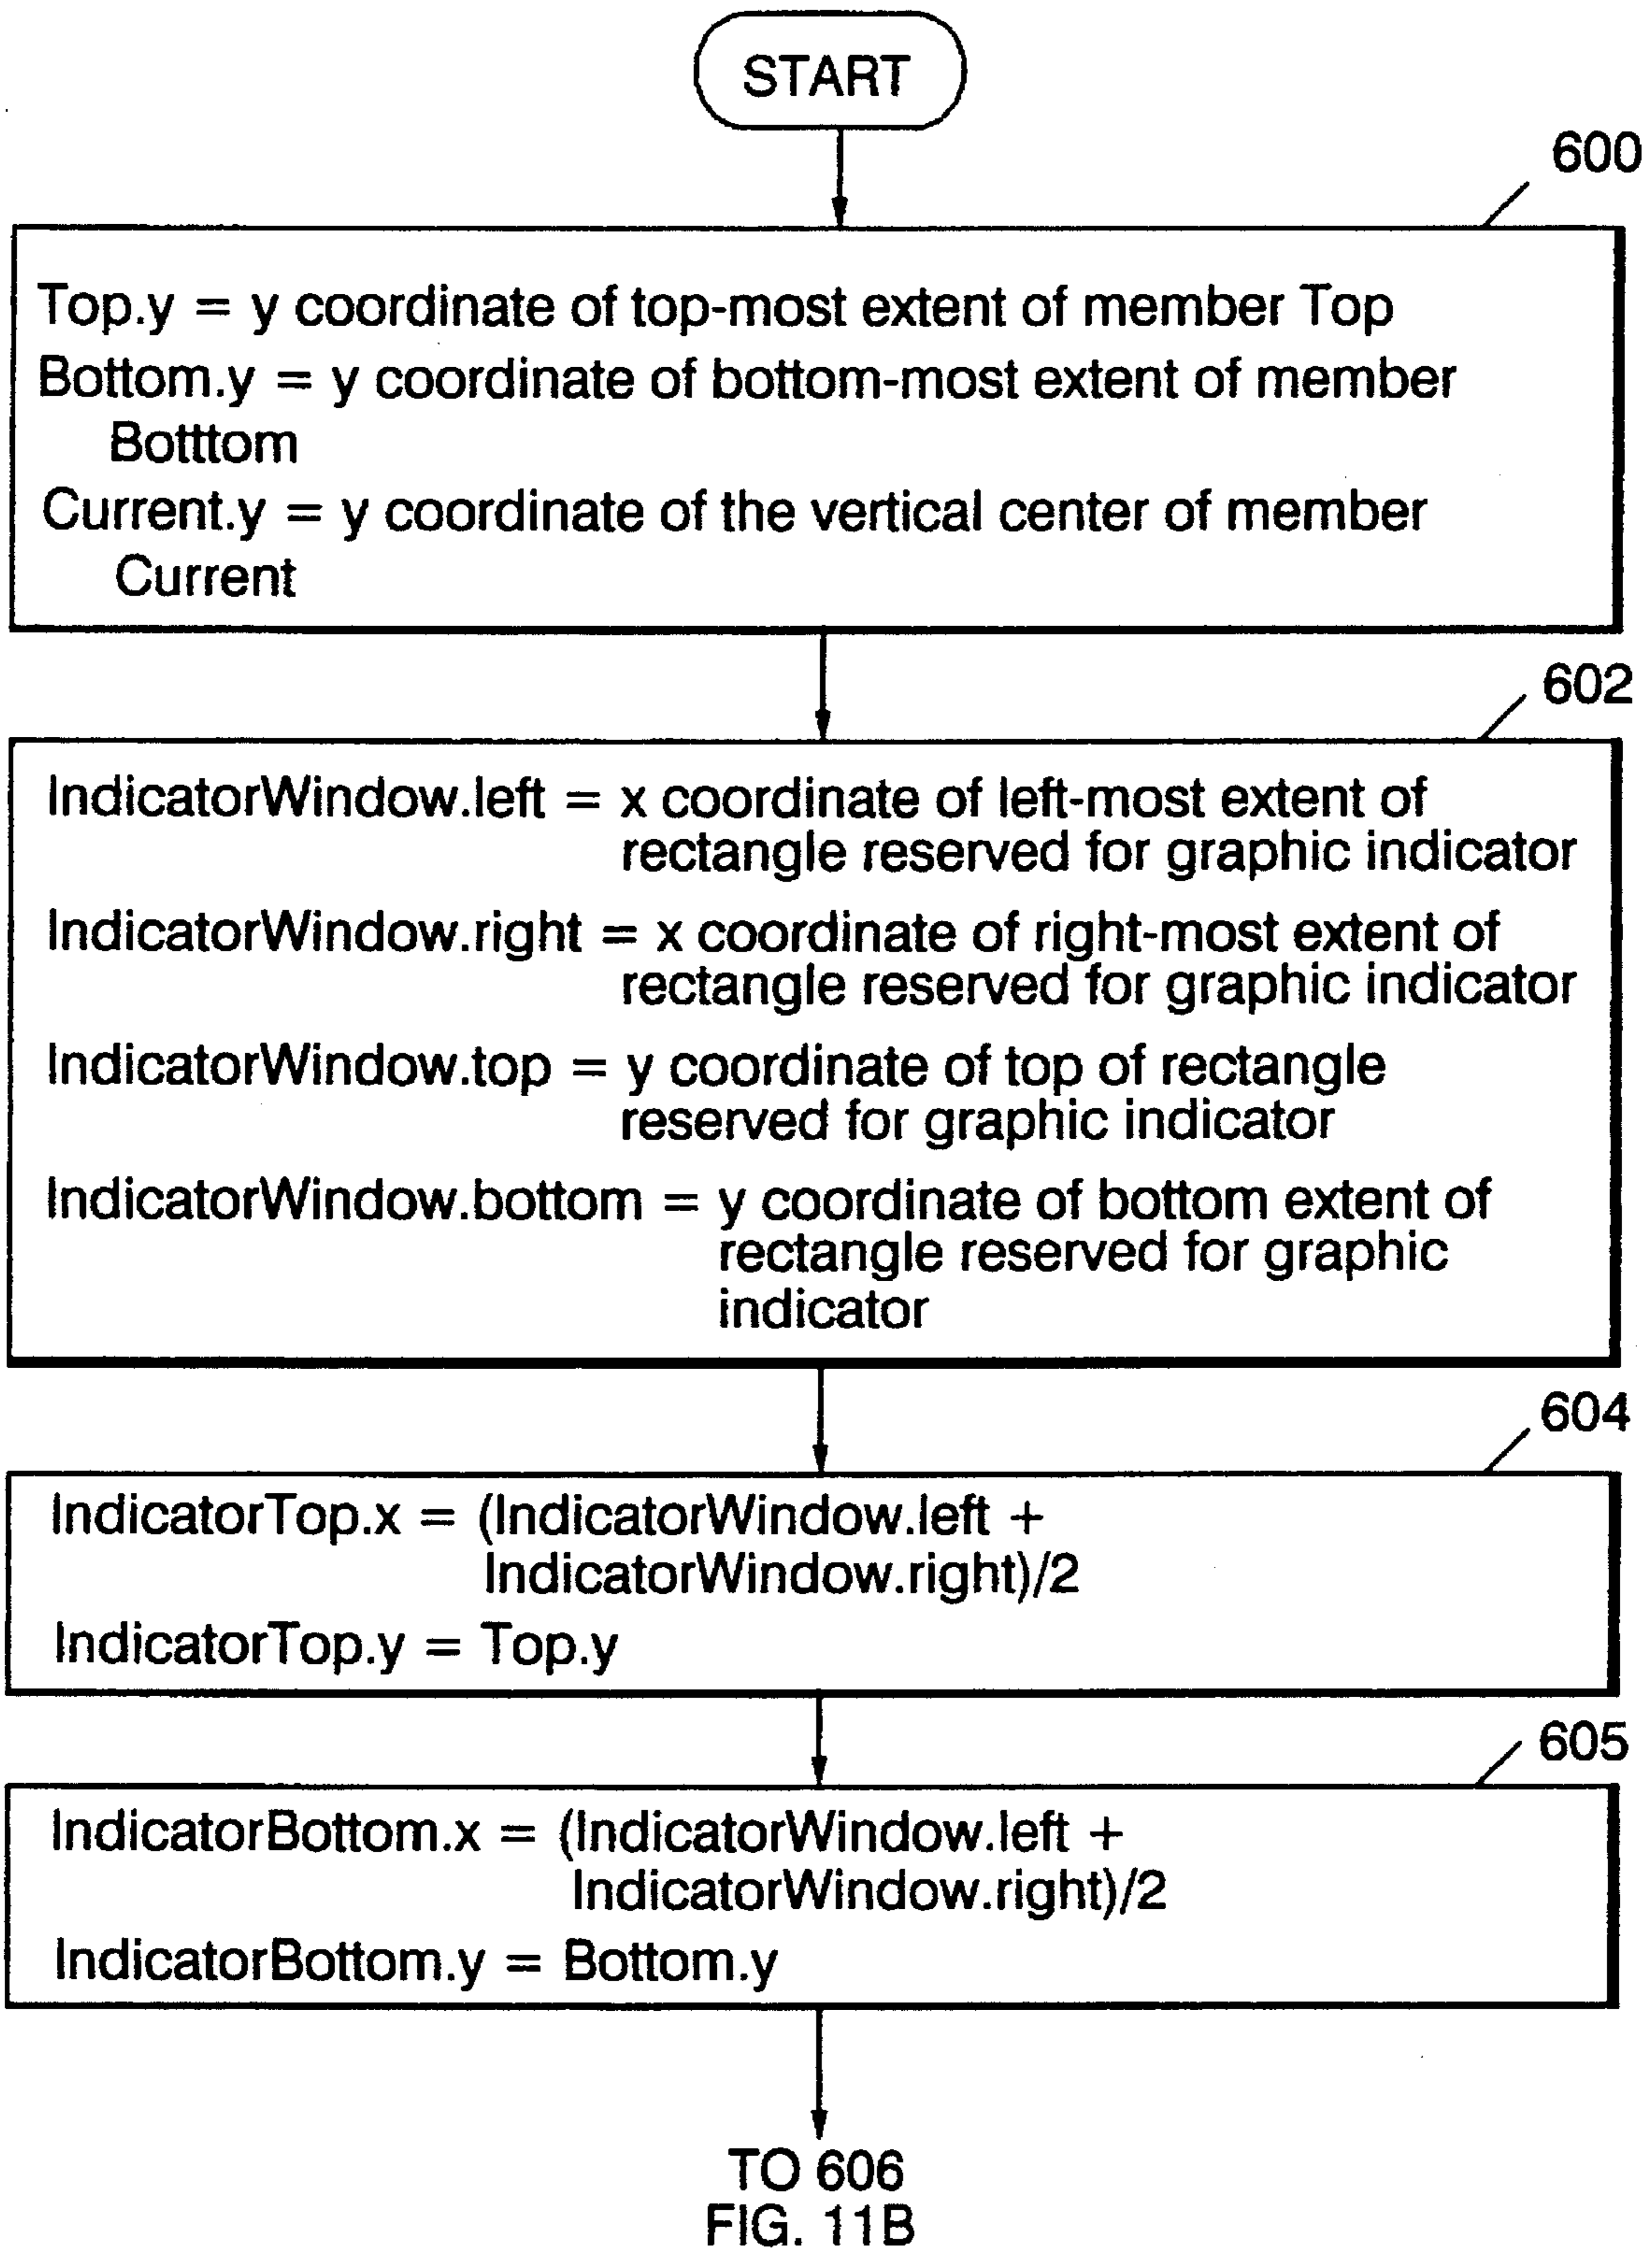 START
600
Top.y = y coordinate of top-most extent of member Top
Bottom.y = y coordinate of bottom-most extent of member
Botttom
Current.y = y coordinate of the vertical center of member
Current
602
IndicatorWindow.left = x coordinate of left-most extent of
rectangle reserved for graphic indicator
IndicatorWindow.right = x coordinate of right-most extent of
rectangle reserved for graphic indicator
IndicatorWindow.top = y coordinate of top of rectangle
reserved for graphic indicator
IndicatorWindow.bottom = y coordinate of bottom extent of
rectangle reserved for graphic
indicator
604
IndicatorTop.x = (IndicatorWindow.left +
IndicatorWindow.right)/2
IndicatorTop.y = Top.y
605
IndicatorBottom.x = (IndicatorWindow.left +
IndicatorWindow.right)/2
IndicatorBottom.y = Bottom.y
TO 606
FIG. 11B